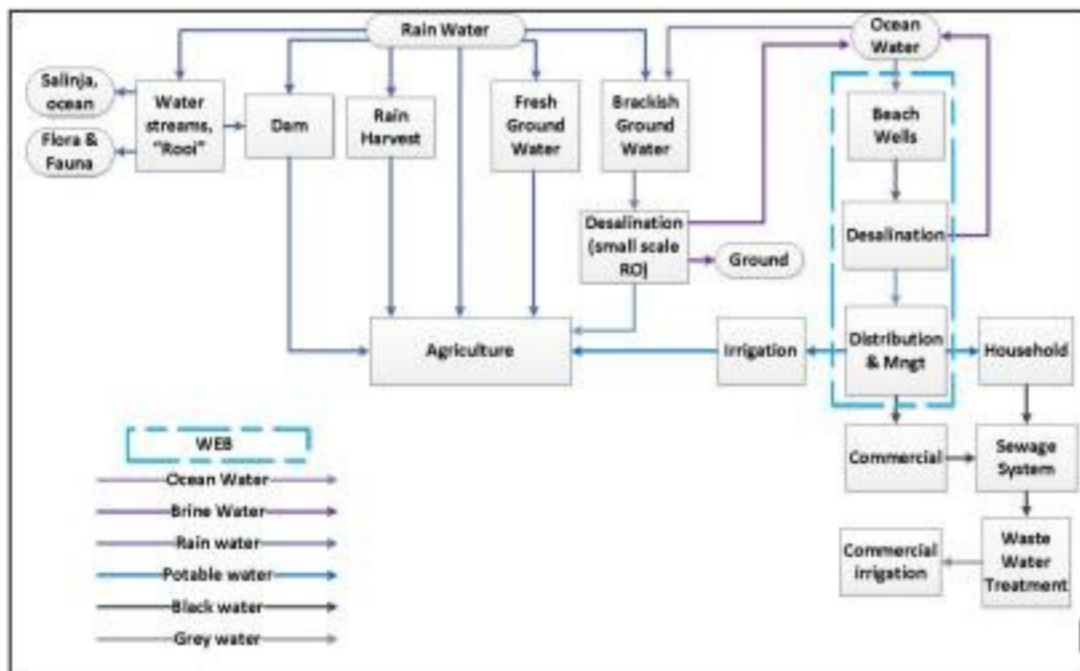 Rain Water
Ocean
Water
Salinja,
ocean
Flora &
Fauna
Water
streams,
"Rooi"
Dam
Rain
Harvest
Fresh
Ground
Water
Brackish
Ground
Water
Beach
Wells
Desalination
(small scale
RO)
Ground
Desalination
Agriculture
Irrigation
Distribution
& Mngt
Household
Commercial
Sewage
System
Commercial
irrigation
Waste
Water
Treatment
WEB
Ocean Water
Brine Water
Rain water
Potable water
Black water
Grey water